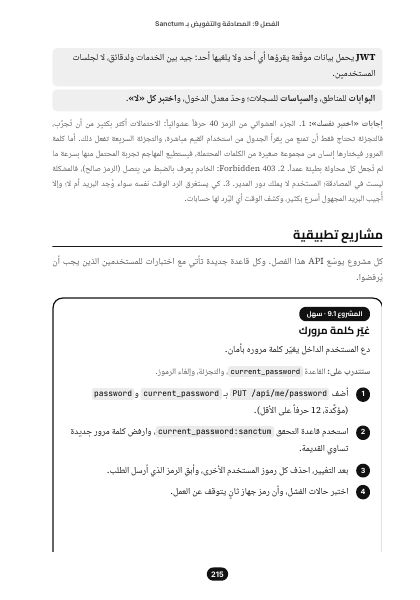 الفصل 9: المصادقة والتفويض بـ Sanctum
JWT يحمل بيانات موقَّعة يقرؤها أي أحد ولا يلغيها أحد: جيد بين الخدمات ولدقائق، لا لجلسات
المستخدمين.
البوابات للمناطق، والسياسات للسجلات؛ وحدّ معدل الدخول، واختبر كل «لا».
إجابات «اختبر نفسك»: 1. الجزء العشوائي من الرمز 40 حرفاً عشوائياً: الاحتمالات أكثر بكثير من أن تُجرَّب،
فالتجزئة تحتاج فقط أن تمنع من يقرأ الجدول من استخدام القيم مباشرة، والتجزئة السريعة تفعل ذلك. أما كلمة
المرور فيختارها إنسان من مجموعة صغيرة من الكلمات المحتملة، فيستطيع المهاجم تجربة المحتمل منها بسرعة ما
لم تُجعل كل محاولة بطيئة عمداً. 2. 403 Forbidden: الخادم يعرف بالضبط من يتصل (الرمز صالح)، فالمشكلة
ليست في المصادقة؛ المستخدم لا يملك دور المدير. 3. كي يستغرق الرد الوقت نفسه سواء وُجد البريد أم لا؛ وإلا
أُجيب البريد المجهول أسرع بكثير، وكشف الوقت أي البُرد لها حسابات.
مشاريع تطبيقية
كل مشروع يوسّع API هذا الفصل. وكل قاعدة جديدة تأتي مع اختبارات للمستخدمين الذين يجب أن
يُرفضوا.
المشروع 9.1 · سهل
غيّر كلمة مرورك
دع المستخدم الداخل يغيّر كلمة مروره بأمان.
ستتدرب على: القاعدة current_password، والتجزئة، وإلغاء الرموز.
1 أضف PUT /api/me/password بـ current_password و password
(مؤكَّدة، 12 حرفاً على الأقل).
2 استخدم قاعدة التحقق current_password:sanctum، وارفض كلمة مرور جديدة
تساوي القديمة.
3 بعد التغيير، احذف كل رموز المستخدم الأخرى، وأبقِ الرمز الذي أرسل الطلب.
4 اختبر حالات الفشل، وأن رمز جهاز ثانٍ يتوقف عن العمل.
215